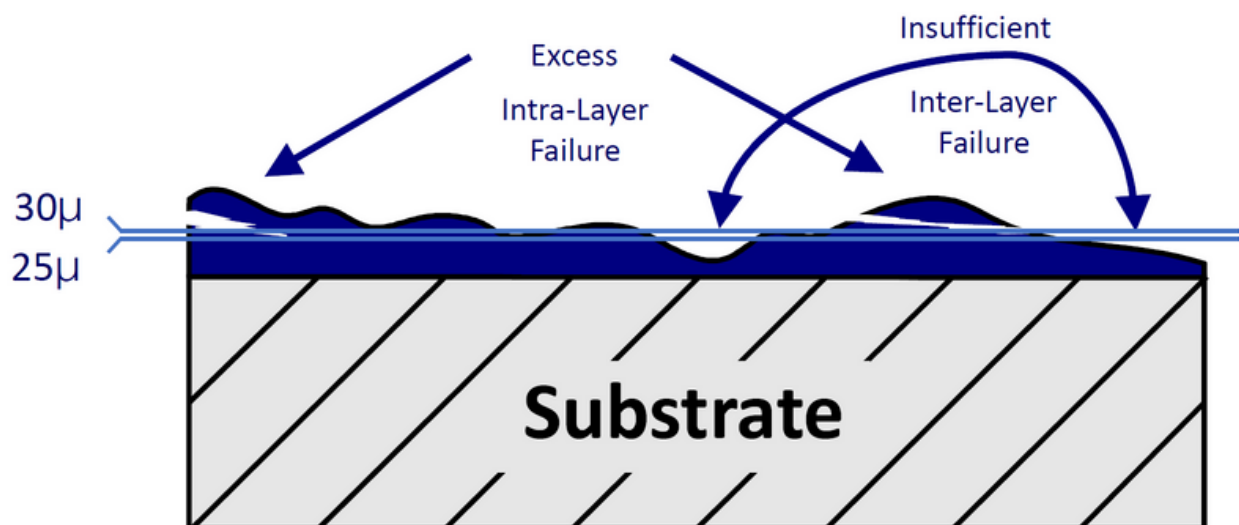 Insufficient
Excess
Intra-Layer
Failure
Inter-Layer
Failure
30μ
25μ
Substrate